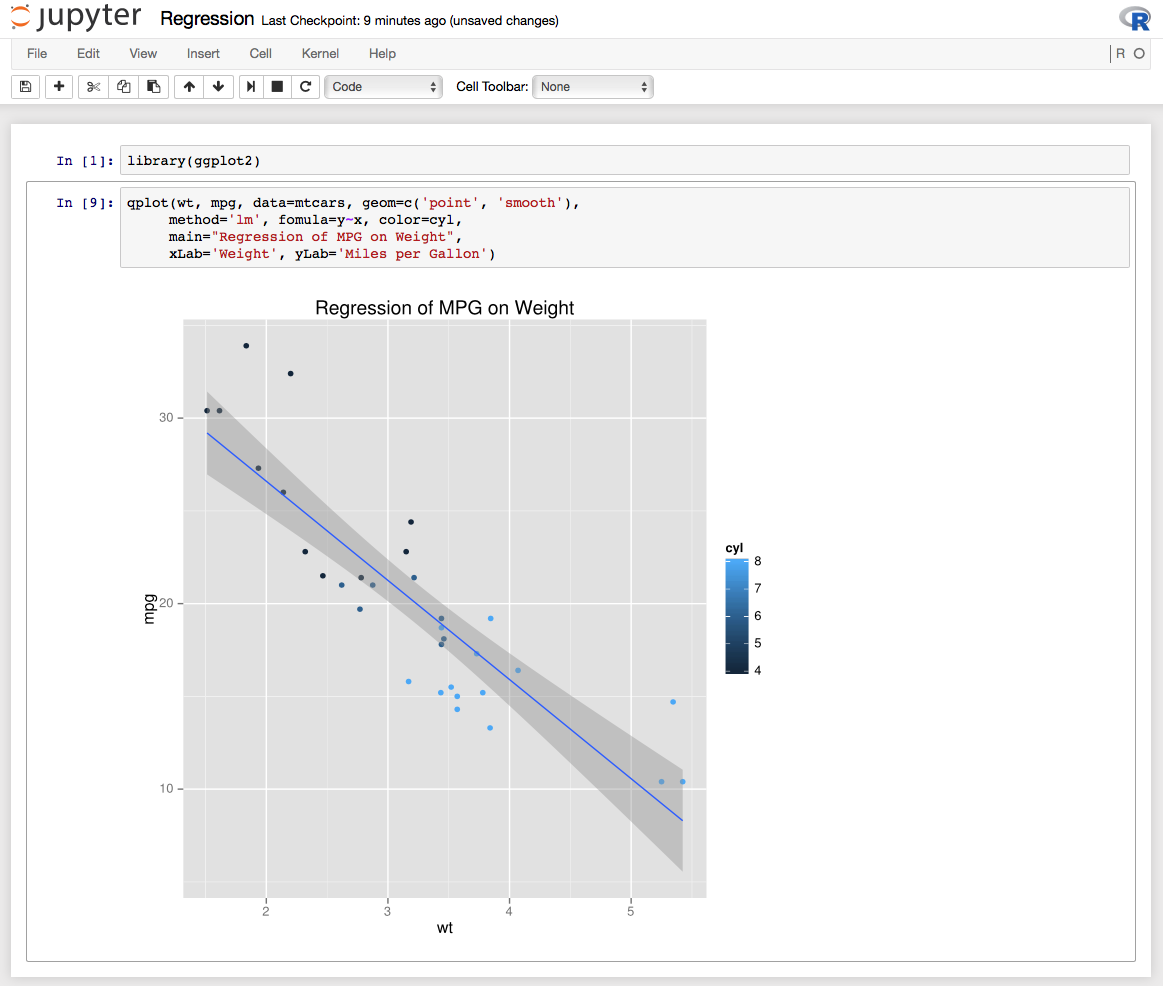 jupyter Regression Last Checkpoint: 9 minutes ago (unsaved changes) R
File Edit View Insert Cell Kernel Help R
Code Cell Toolbar: None
In [1]: library(ggplot2)
In [9]: qplot(wt, mpg, data=mtcars, geom=c('point', 'smooth'),
method='lm', fomula=y~x, color=cyl,
main="Regression of MPG on Weight",
xLab='Weight', yLab='Miles per Gallon')
Regression of MPG on Weight
30
20
10
mpg
2 3 4 5
wt
cyl
8
7
6
5
4